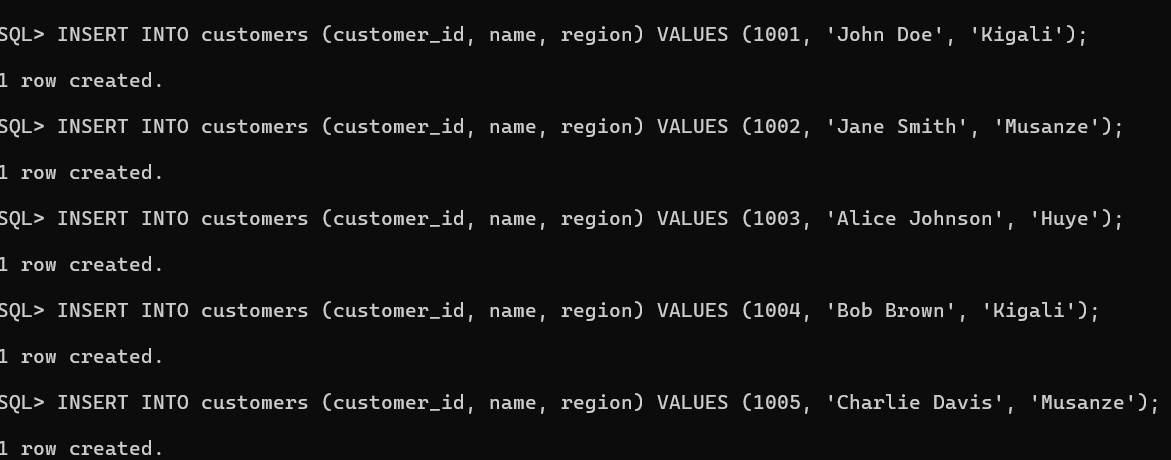 SQL> INSERT INTO customers (customer_id, name, region) VALUES (1001, 'John Doe', 'Kigali');
1 row created.
SQL> INSERT INTO customers (customer_id, name, region) VALUES (1002, 'Jane Smith', 'Musanze');
1 row created.
SQL> INSERT INTO customers (customer_id, name, region) VALUES (1003, 'Alice Johnson', 'Huye');
1 row created.
SQL> INSERT INTO customers (customer_id, name, region) VALUES (1004, 'Bob Brown', 'Kigali');
1 row created.
SQL> INSERT INTO customers (customer_id, name, region) VALUES (1005, 'Charlie Davis', 'Musanze');
1 row created.